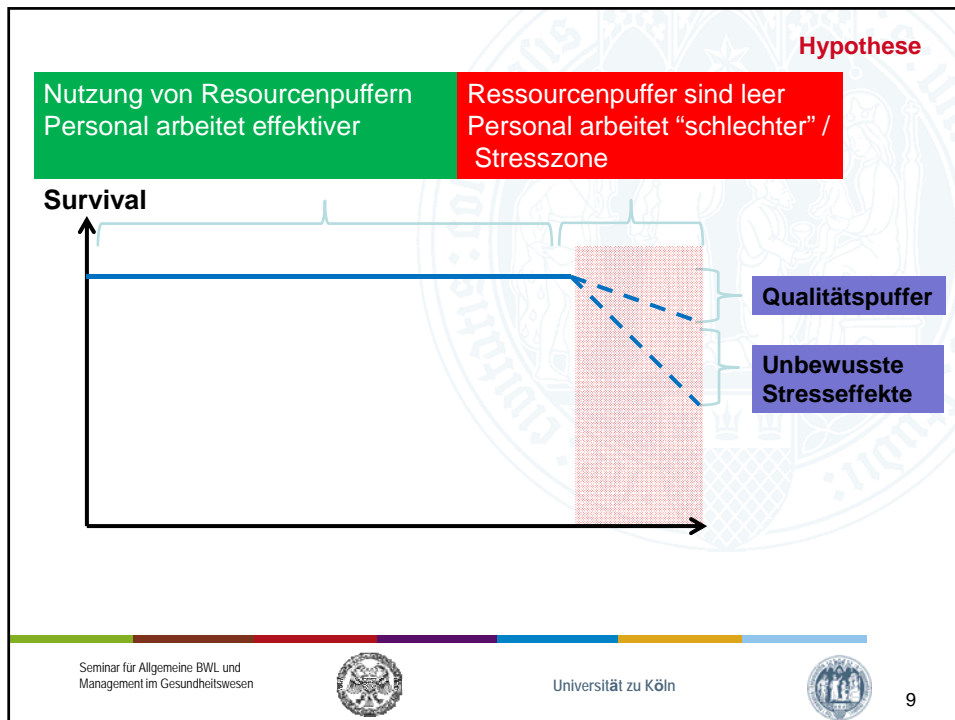 Hypothese
Nutzung von Resourcenpuffern
Personal arbeitet effektiver
Ressourcenpuffer sind leer
Personal arbeitet “schlechter” /
Stresszone
Survival
Qualitätspuffer
Unbewusste
Stresseffekte
Seminar für Allgemeine BWL und
Management im Gesundheitswesen
Universität zu Köln
9